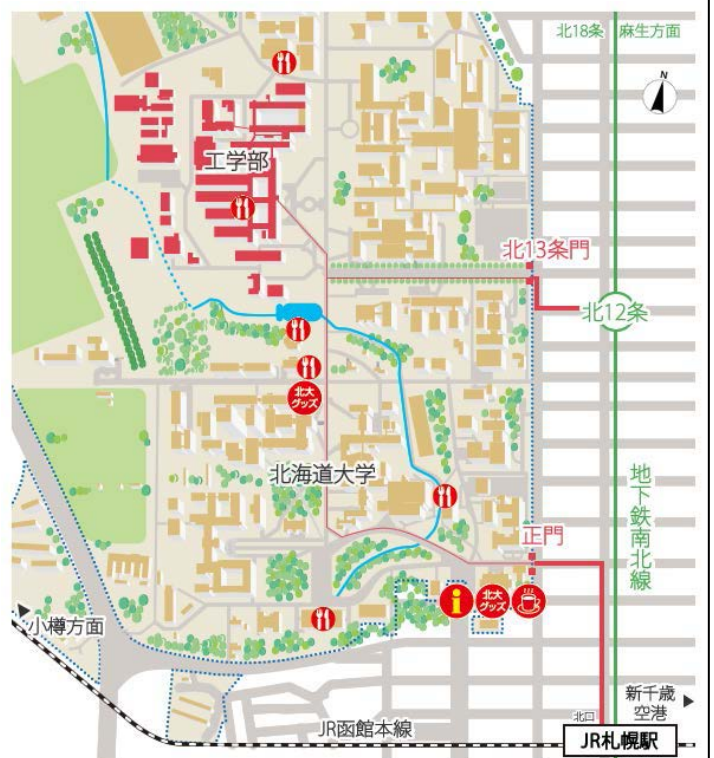 北18条
麻生方面
N
工学部
北13条門
北12条
北大
グッズ
北海道大学
地下鉄南北線
正門
i
北大
グッズ
小樽方面
新千歳
空港
北口
JR函館本線
JR札幌駅